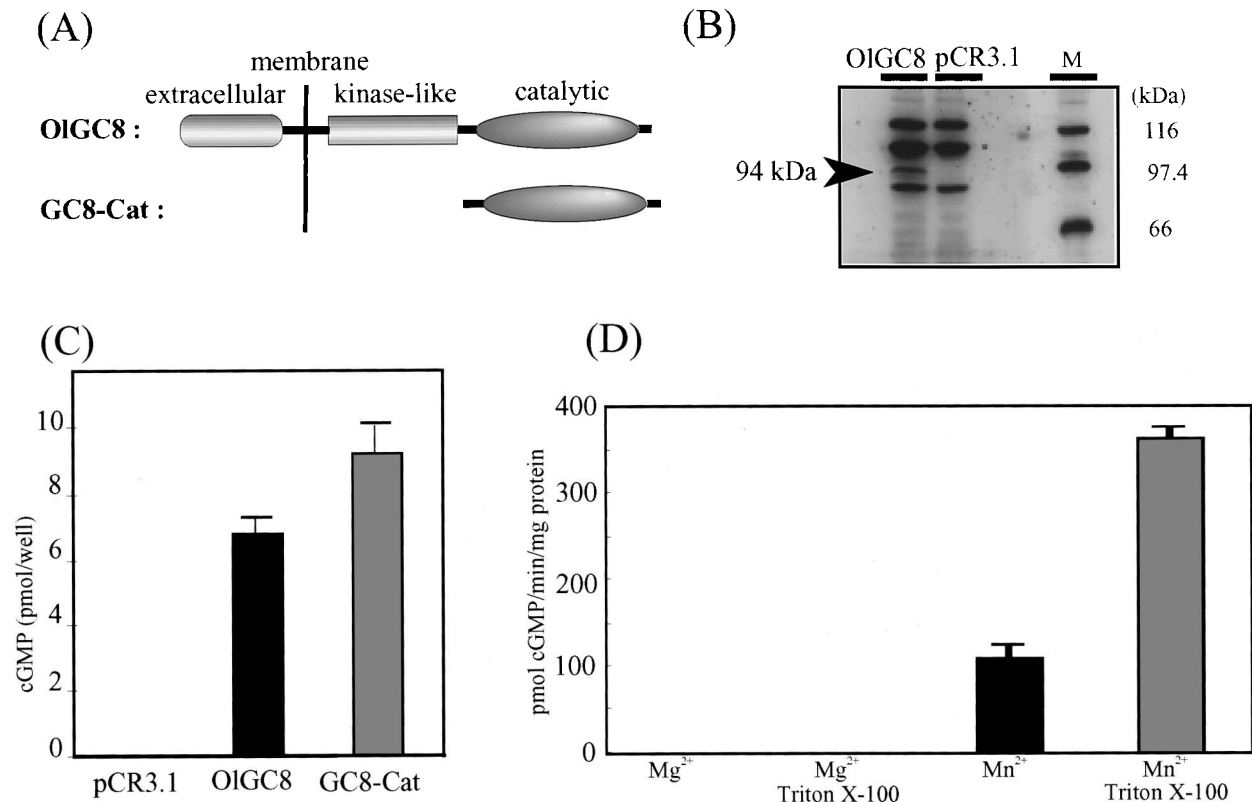 (A)
membrane
extracellular kinase-like catalytic
OlGC8 :
GC8-Cat :
(B)
OlGC8 pCR3.1 M
(kDa)
116
94 kDa 97.4
66
(C)
cGMP (pmol/well)
10
8
6
4
2
0
pCR3.1 OlGC8 GC8-Cat
(D)
pmol cGMP/min/mg protein
400
300
200
100
0
Mg²⁺ Mg²⁺ Mn²⁺ Mn²⁺
Triton X-100 Triton X-100